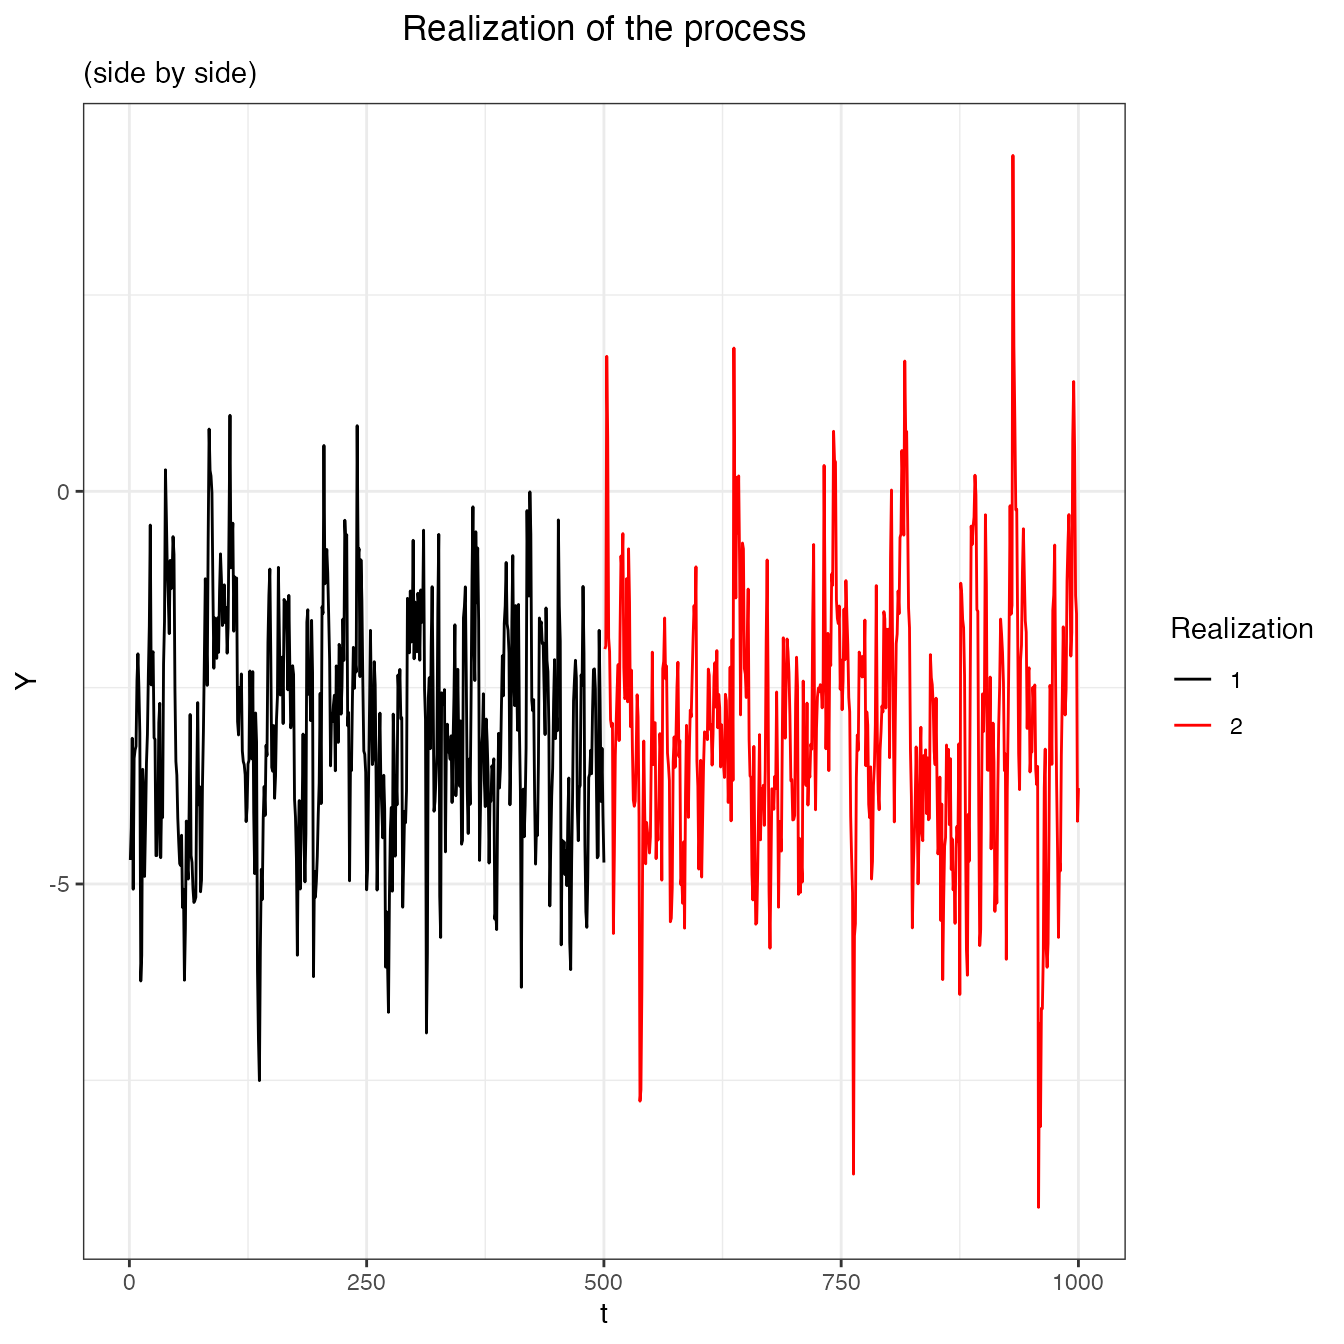 Realization of the process
(side by side)
Y
0
-5
0 250 500 750 1000
t
Realization
1
2